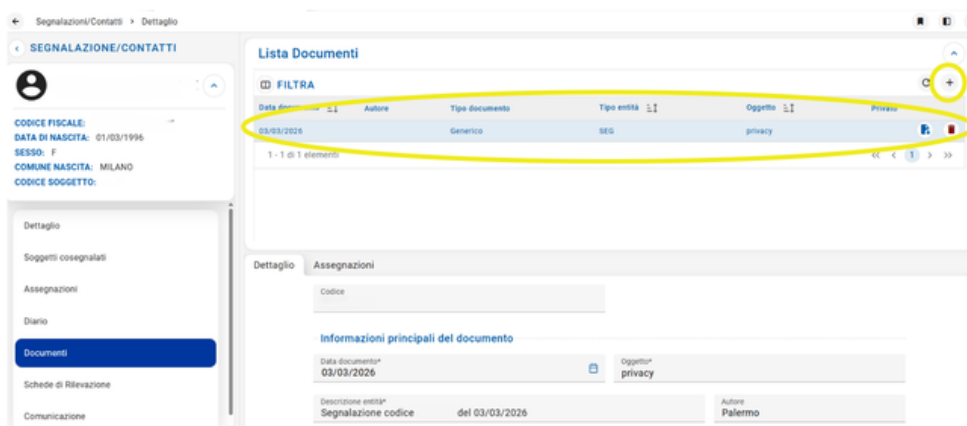 Segnalazioni/Contatti > Dettaglio
SEGNALAZIONE/CONTATTI
CODICE FISCALE:
DATA DI NASCITA: 01/03/1996
SESSO: F
COMUNE NASCITA: MILANO
CODICE SOGGETTO:
Dettaglio
Soggetti cosegnalati
Assegnazioni
Diario
Documenti
Schede di Rilevazione
Comunicazione
Lista Documenti
FILTRA
Data documento Autore Tipo documento Tipo entità Oggetto Privato
03/03/2026 Generico SEG privacy
1 - 1 di 1 elementi << < 1 > >>
Dettaglio Assegnazioni
Codice
Informazioni principali del documento
Data documento* Oggetto*
03/03/2026 privacy
Descrizione entità* Autore
Segnalazione codice del 03/03/2026 Palermo